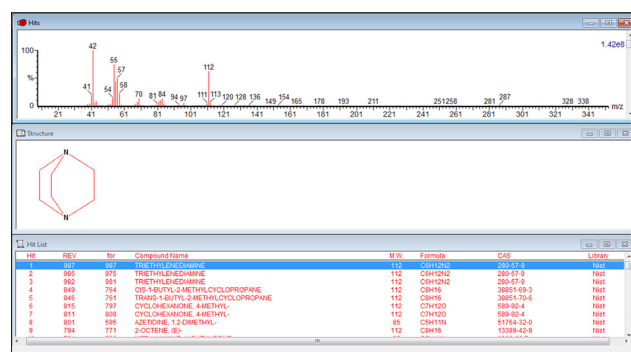 Hits
1.42e6
100
%
0
42
55
57
112
41
54
58
70
81 84
94 97
111 113 120 128 136 149 154 165 178 193 211 251 258 281 287 328 338
m/z
21 41 61 81 101 121 141 161 181 201 221 241 261 281 301 321 341
Structure
N
N
Hit List
Hit REV for Compound Name M.W. Formula CAS Library
1 987 987 TRIETHYLENEDIAMINE 112 C6H12N2 280-57-9 Nist
2 985 975 TRIETHYLENEDIAMINE 112 C6H12N2 280-57-9 Nist
3 982 981 TRIETHYLENEDIAMINE 112 C6H12N2 280-57-9 Nist
4 849 764 CIS-1-BUTYL-2-METHYLCYCLOPROPANE 112 C8H16 38851-69-3 Nist
5 846 761 TRANS-1-BUTYL-2-METHYLCYCLOPROPANE 112 C8H16 38851-70-6 Nist
6 815 797 CYCLOHEXANONE, 4-METHYL- 112 C7H12O 589-92-4 Nist
7 811 808 CYCLOHEXANONE, 4-METHYL- 112 C7H12O 589-92-4 Nist
8 801 595 AZETIDINE, 1,2-DIMETHYL- 85 C5H11N 51764-32-0 Nist
9 794 771 2-OCTENE, (E)- 112 C8H16 13389-42-9 Nist